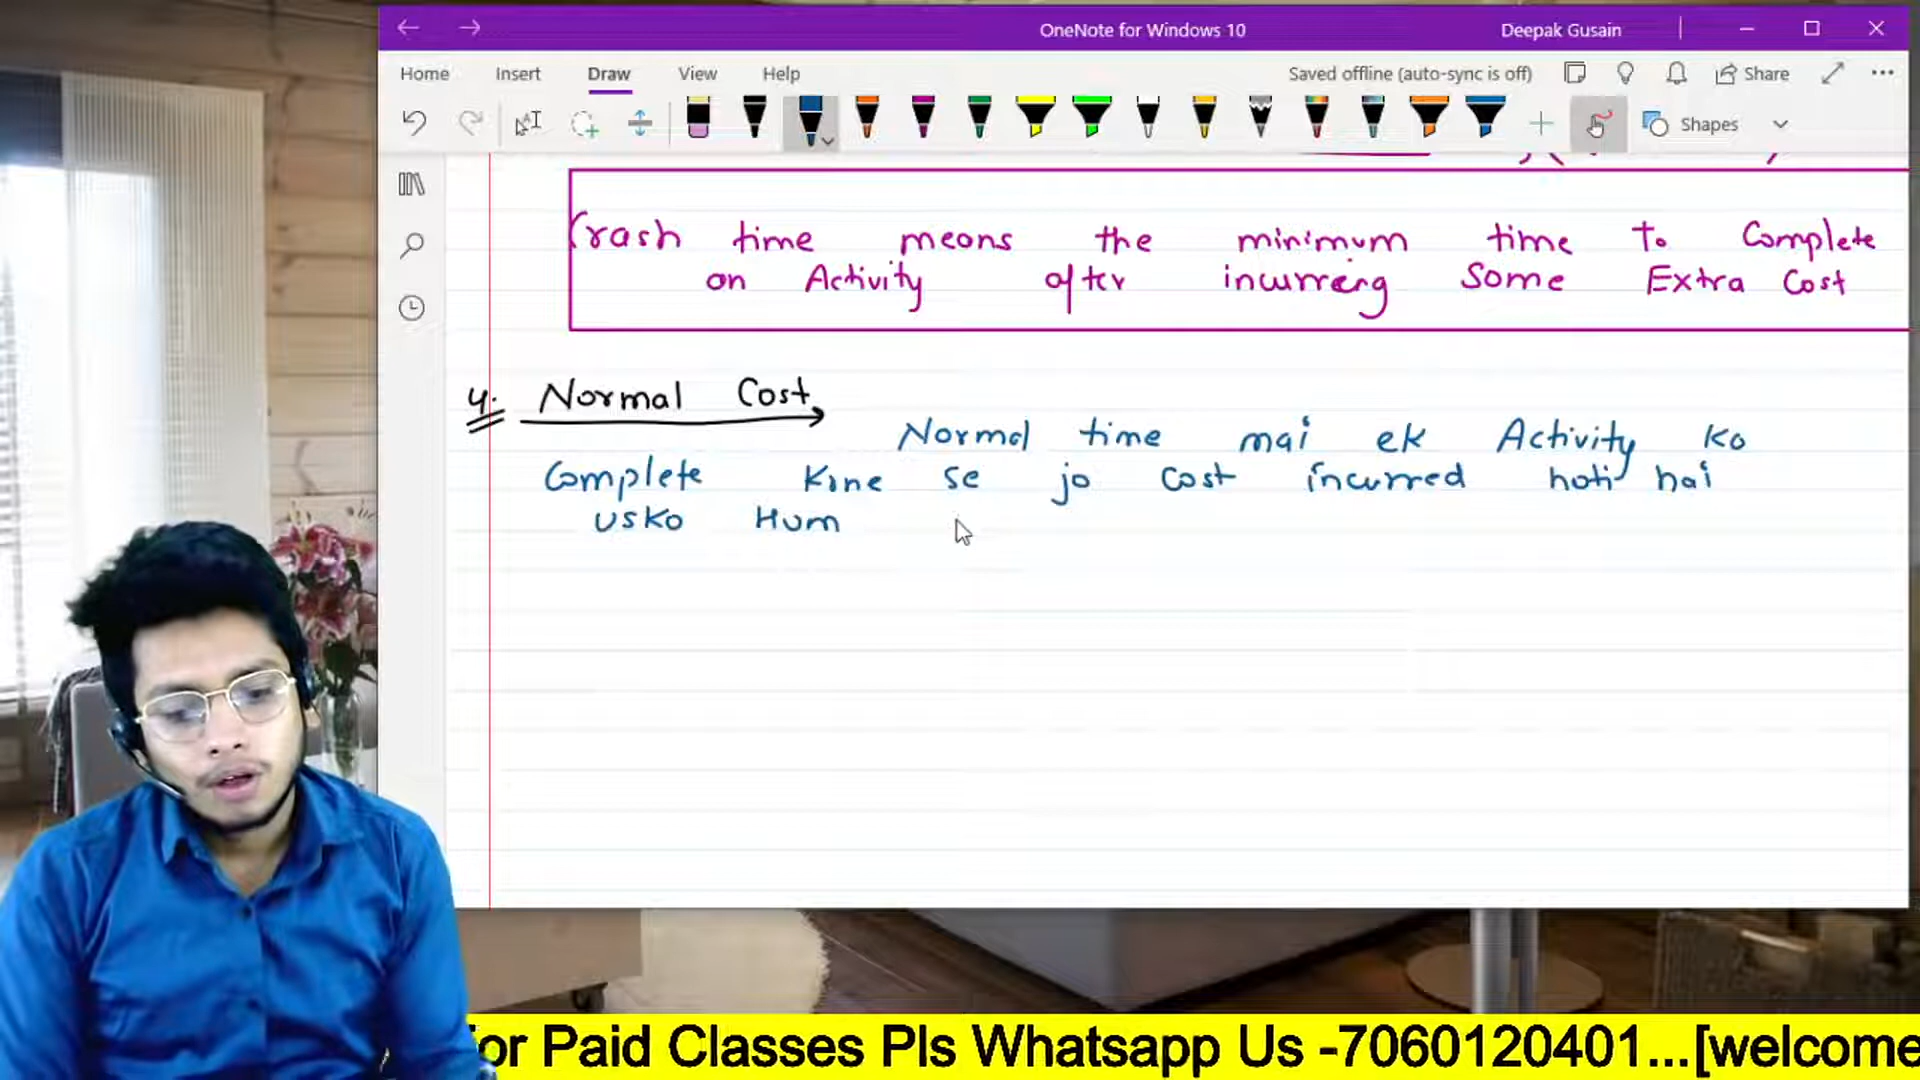 OneNote for Windows 10
Deepak Gusain
Home Insert Draw View Help
Saved offline (auto-sync is off)
Share
Shapes
Crash time means the minimum time to Complete
an Activity after incurring Some Extra Cost
4. Normal Cost
Normal time mai ek Activity ko
Complete krne se jo cost incurred hoti hai
usko Hum
or Paid Classes Pls Whatsapp Us -7060120401...[welcome